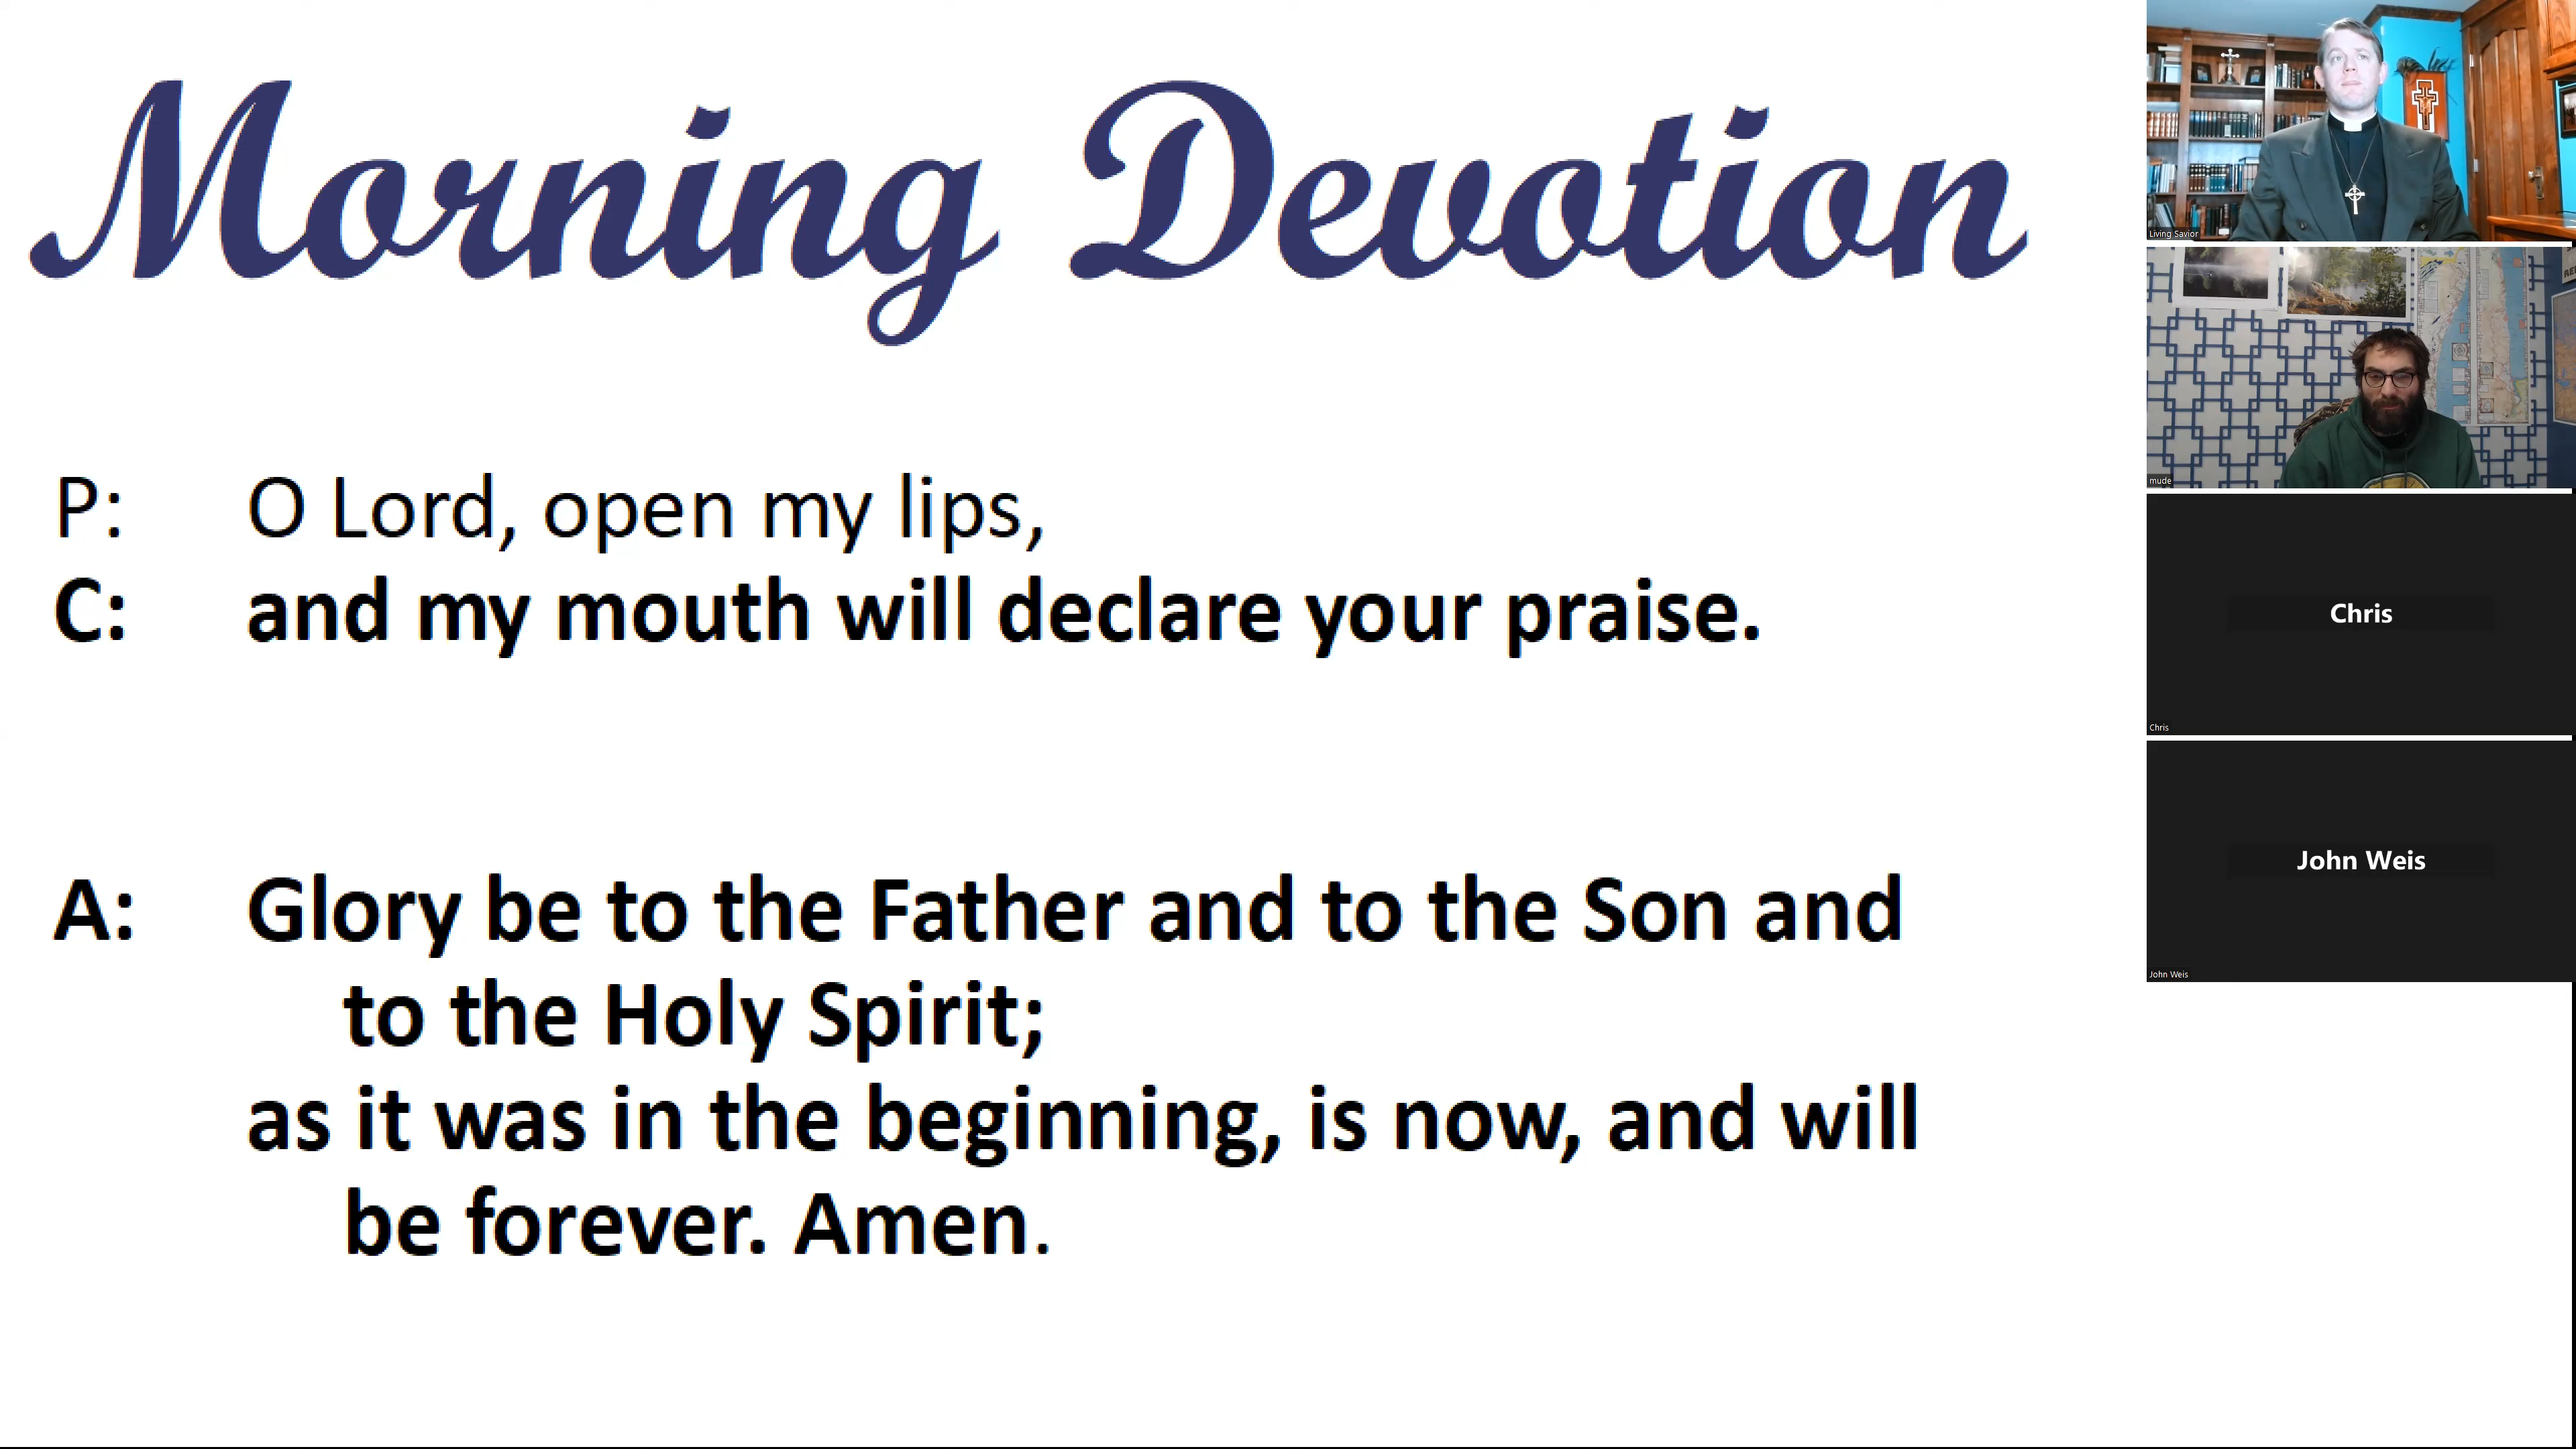 Morning Devotion
P: O Lord, open my lips,
C: and my mouth will declare your praise.
A: Glory be to the Father and to the Son and
to the Holy Spirit;
as it was in the beginning, is now, and will
be forever. Amen.
Living Savior
mude
Chris
Chris
John Weis
John Weis